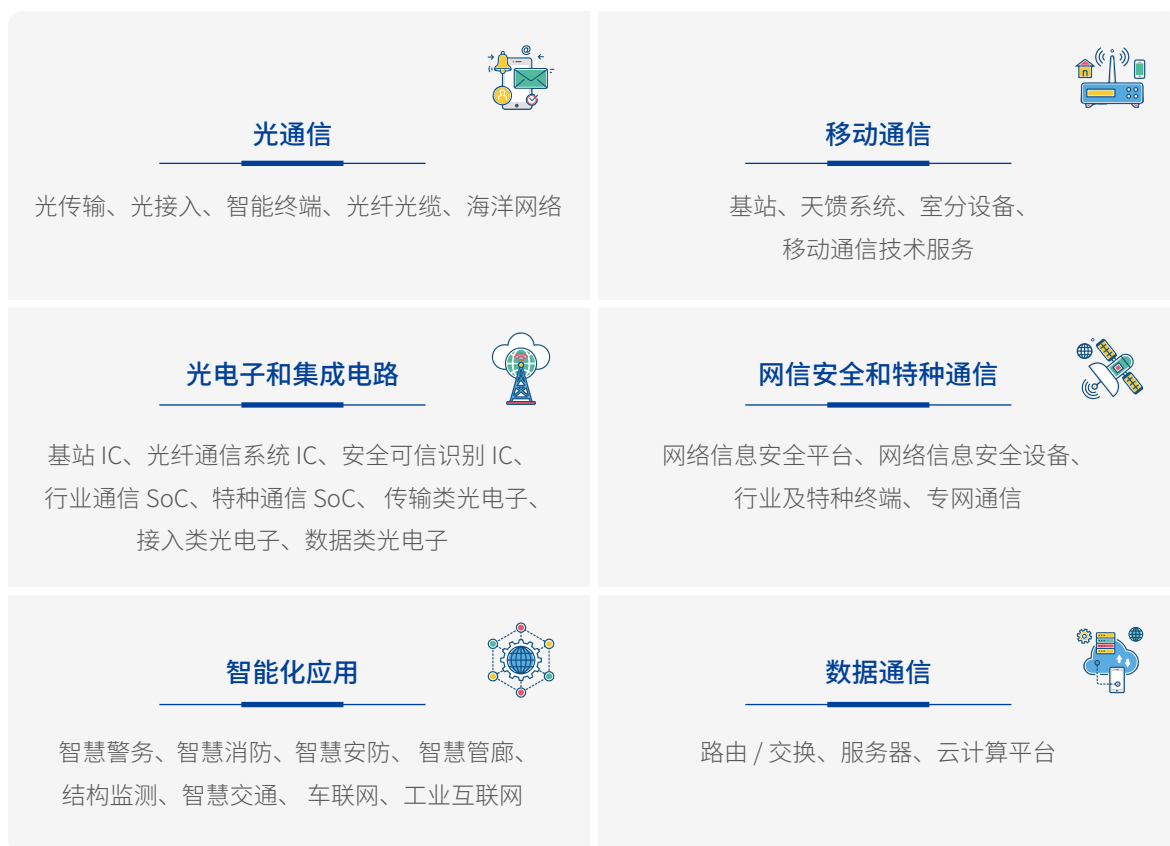 光通信
光传输、光接入、智能终端、光纤光缆、海洋网络
移动通信
基站、天馈系统、室分设备、
移动通信技术服务
光电子和集成电路
基站 IC、光纤通信系统 IC、安全可信识别 IC、
行业通信 SoC、特种通信 SoC、 传输类光电子、
接入类光电子、数据类光电子
网信安全和特种通信
网络信息安全平台、网络信息安全设备、
行业及特种终端、专网通信
智能化应用
智慧警务、智慧消防、智慧安防、 智慧管廊、
结构监测、智慧交通、 车联网、工业互联网
数据通信
路由 / 交换、服务器、云计算平台